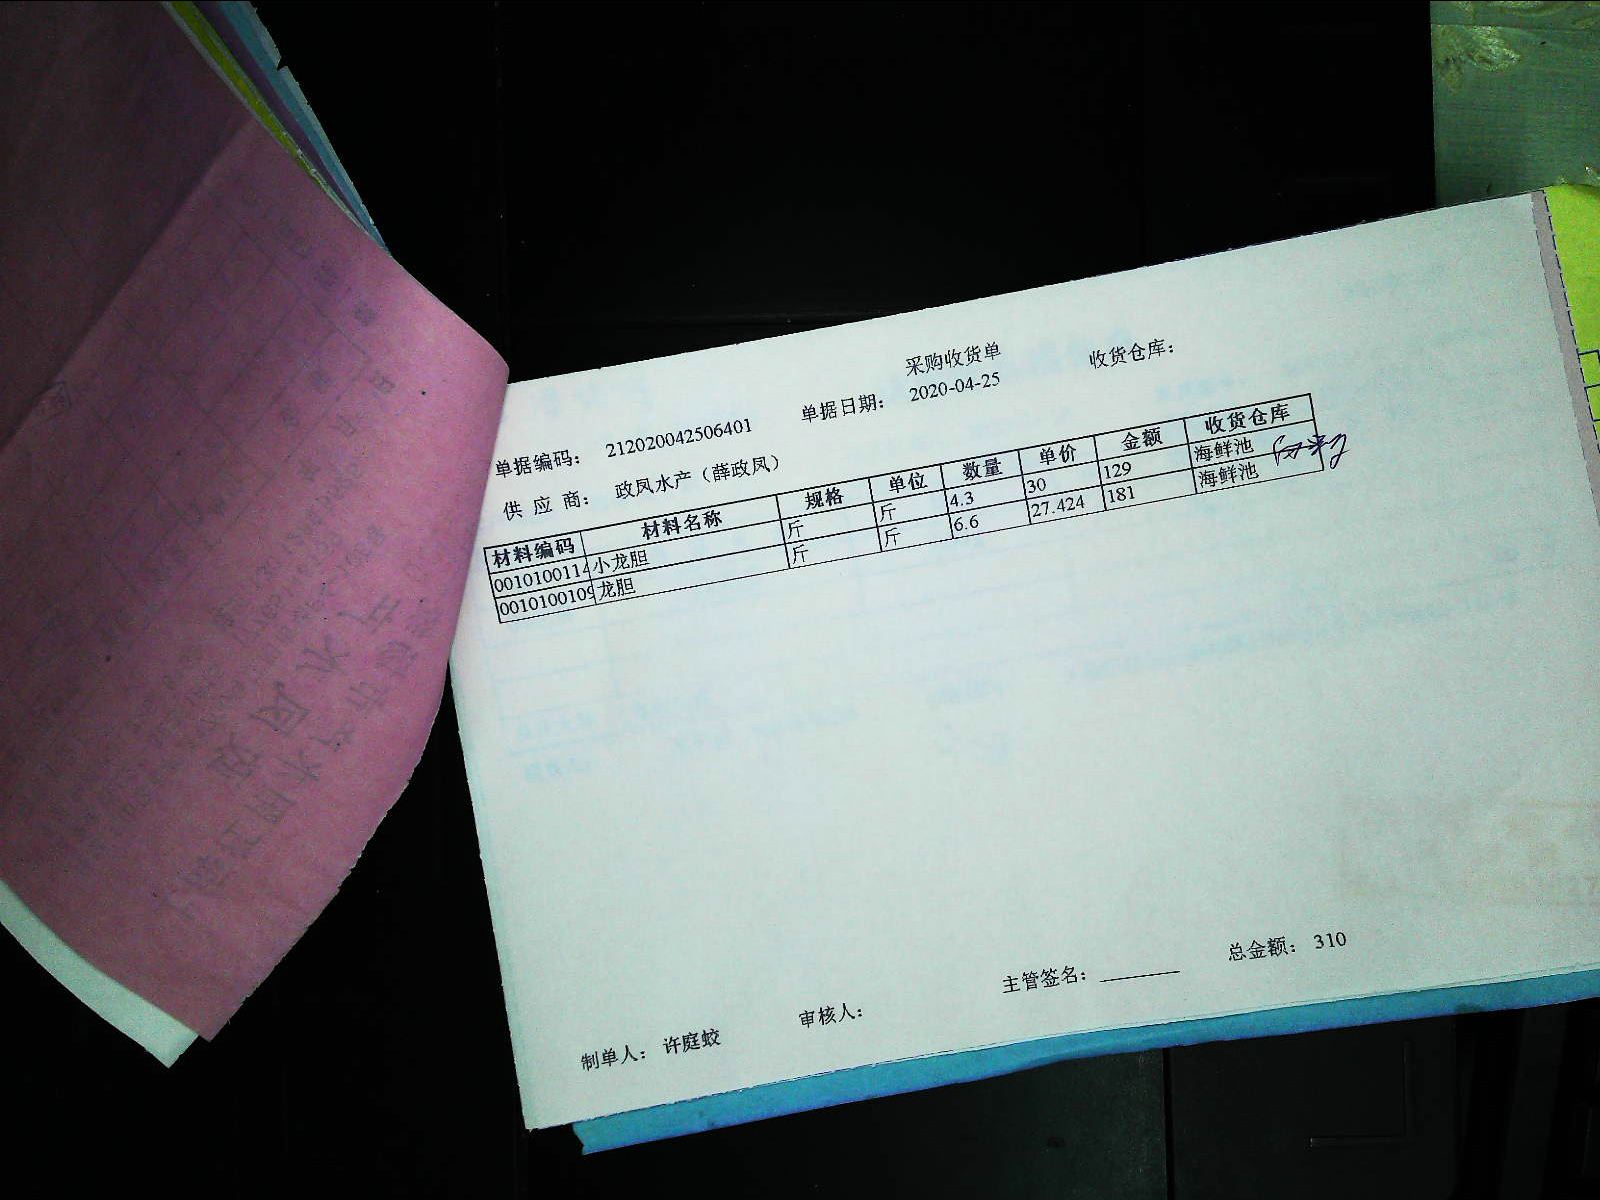 采购收货单
单据编码： 212020042506401 单据日期： 2020-04-25 收货仓库：
供 应 商： 政凤水产（薛政凤）
材料编码 材料名称 规格 单位 数量 单价 金额 收货仓库
0010100114 小龙胆 斤 斤 4.3 30 129 海鲜池
0010100109 龙胆 斤 斤 6.6 27.424 181 海鲜池
制单人： 许庭蛟 审核人： 主管签名： ________ 总金额： 310